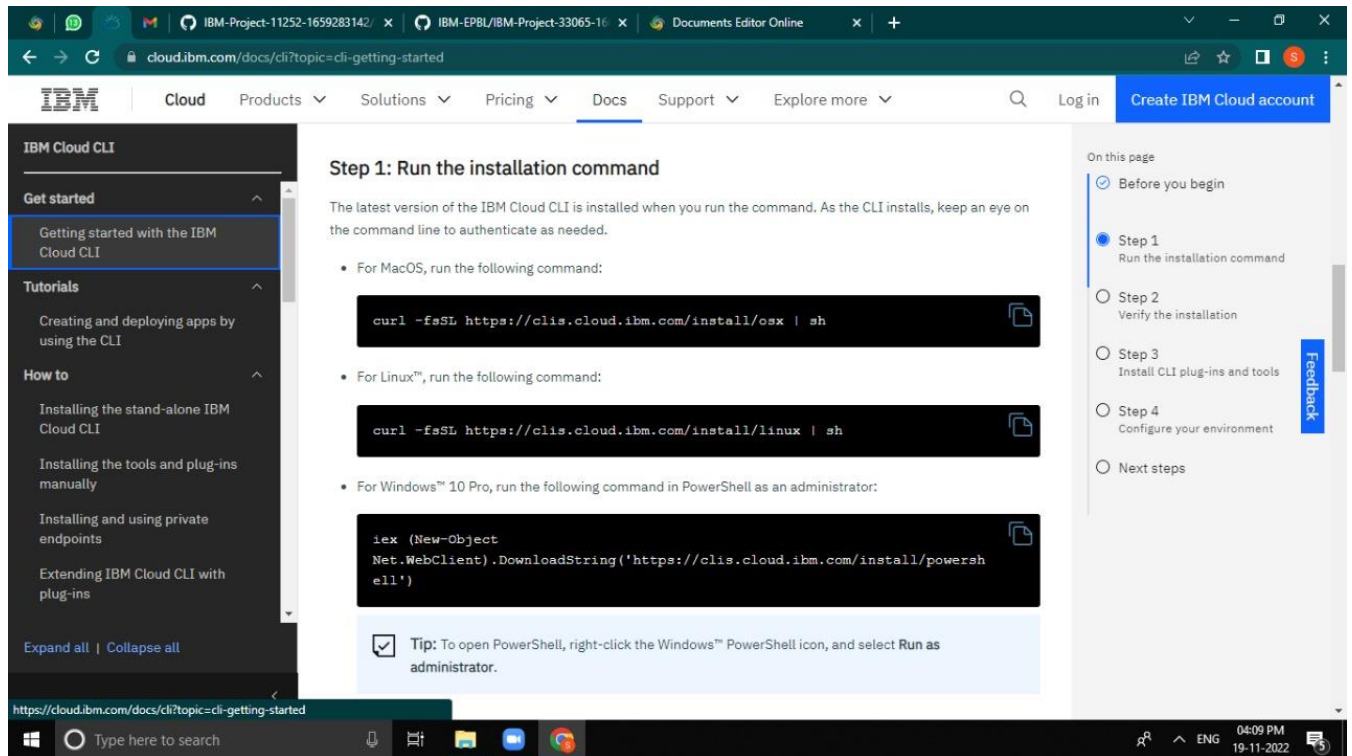 IBM-Project-11252-1659283142/
IBM-EPBL/IBM-Project-33065-16
Documents Editor Online
cloud.ibm.com/docs/cli?topic=cli-getting-started
S
IBM Cloud Products Solutions Pricing Docs Support Explore more Log in Create IBM Cloud account
IBM Cloud CLI
Get started
Getting started with the IBM
Cloud CLI
Tutorials
Creating and deploying apps by
using the CLI
How to
Installing the stand-alone IBM
Cloud CLI
Installing the tools and plug-ins
manually
Installing and using private
endpoints
Extending IBM Cloud CLI with
plug-ins
Expand all | Collapse all
https://cloud.ibm.com/docs/cli?topic=cli-getting-started
Step 1: Run the installation command
The latest version of the IBM Cloud CLI is installed when you run the command. As the CLI installs, keep an eye on
the command line to authenticate as needed.
• For MacOS, run the following command:
curl -fsSL https://clis.cloud.ibm.com/install/osx | sh
• For Linux™, run the following command:
curl -fsSL https://clis.cloud.ibm.com/install/linux | sh
• For Windows™ 10 Pro, run the following command in PowerShell as an administrator:
iex (New-Object
Net.WebClient).DownloadString('https://clis.cloud.ibm.com/install/powersh
ell')
Tip: To open PowerShell, right-click the Windows™ PowerShell icon, and select Run as
administrator.
On this page
Before you begin
Step 1
Run the installation command
Step 2
Verify the installation
Step 3
Install CLI plug-ins and tools
Step 4
Configure your environment
Next steps
Feedback
Type here to search
ENG
04:09 PM
19-11-2022